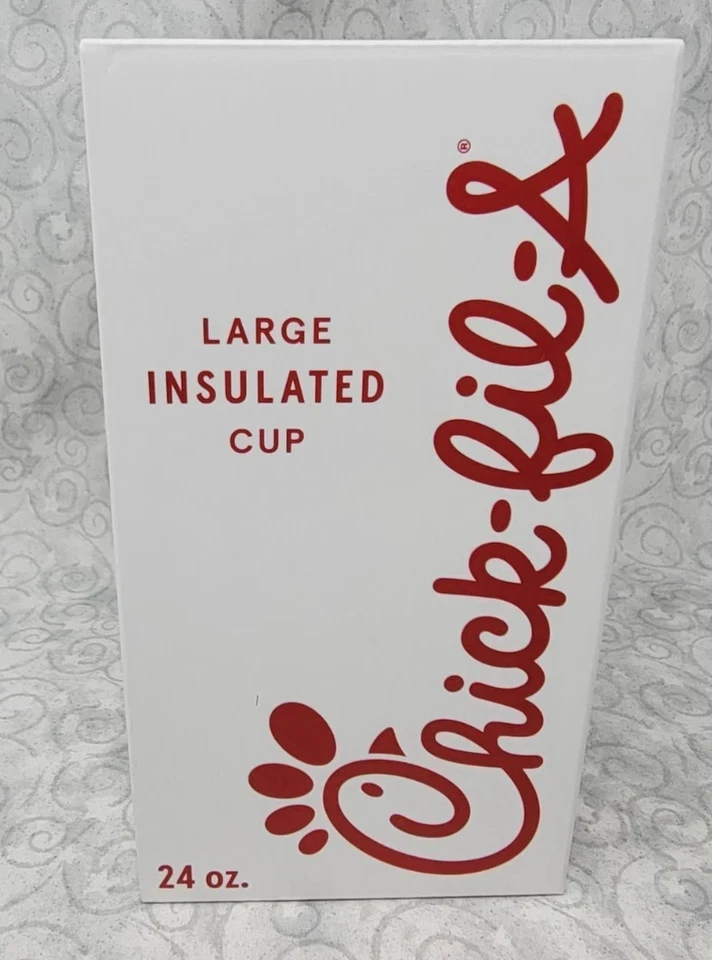 LARGE
INSULATED
CUP
Chick-fil-A®
24 oz.